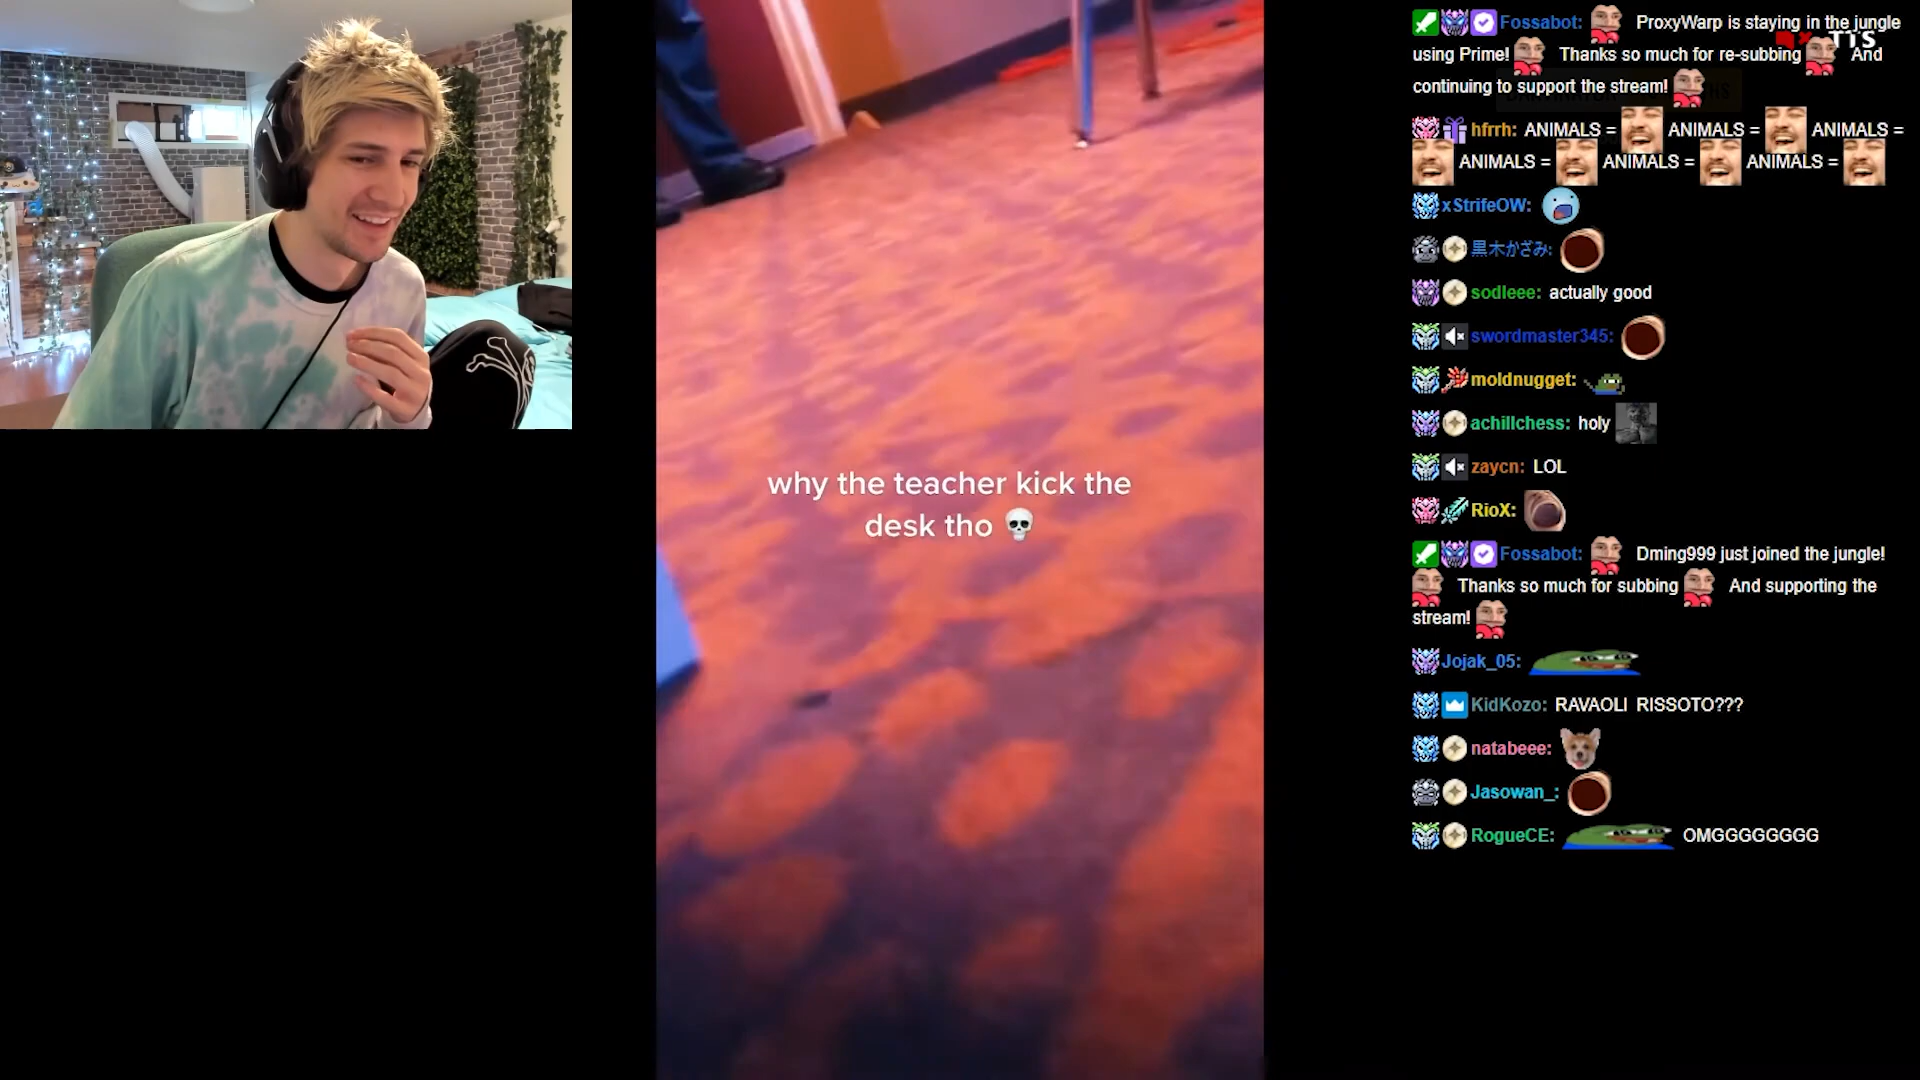 why the teacher kick the
desk tho 💀
Fossabot: ProxyWarp is staying in the jungle
using Prime! Thanks so much for re-subbing And
continuing to support the stream!
TTS
hfrrh: ANIMALS = ANIMALS = ANIMALS =
ANIMALS = ANIMALS = ANIMALS =
xStrifeOW:
黒木かざみ:
sodleee: actually good
swordmaster345:
moldnugget:
achillchess: holy
zaycn: LOL
RioX:
Fossabot: Dming999 just joined the jungle!
Thanks so much for subbing And supporting the
stream!
Jojak_05:
KidKozo: RAVAOLI RISSOTO???
natabeee:
Jasowan_:
RogueCE: OMGGGGGGGG